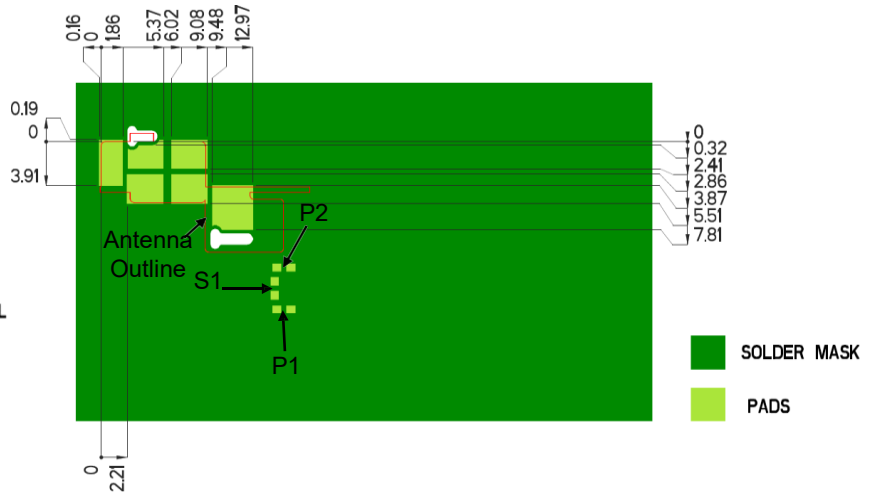 0.16
0
1.86
5.37
6.02
9.08
9.48
12.97
0.19
0
3.91
0
0.32
2.41
2.86
3.87
5.51
7.81
P2
Antenna
Outline
S1
P1
SOLDER MASK
PADS
0
2.21